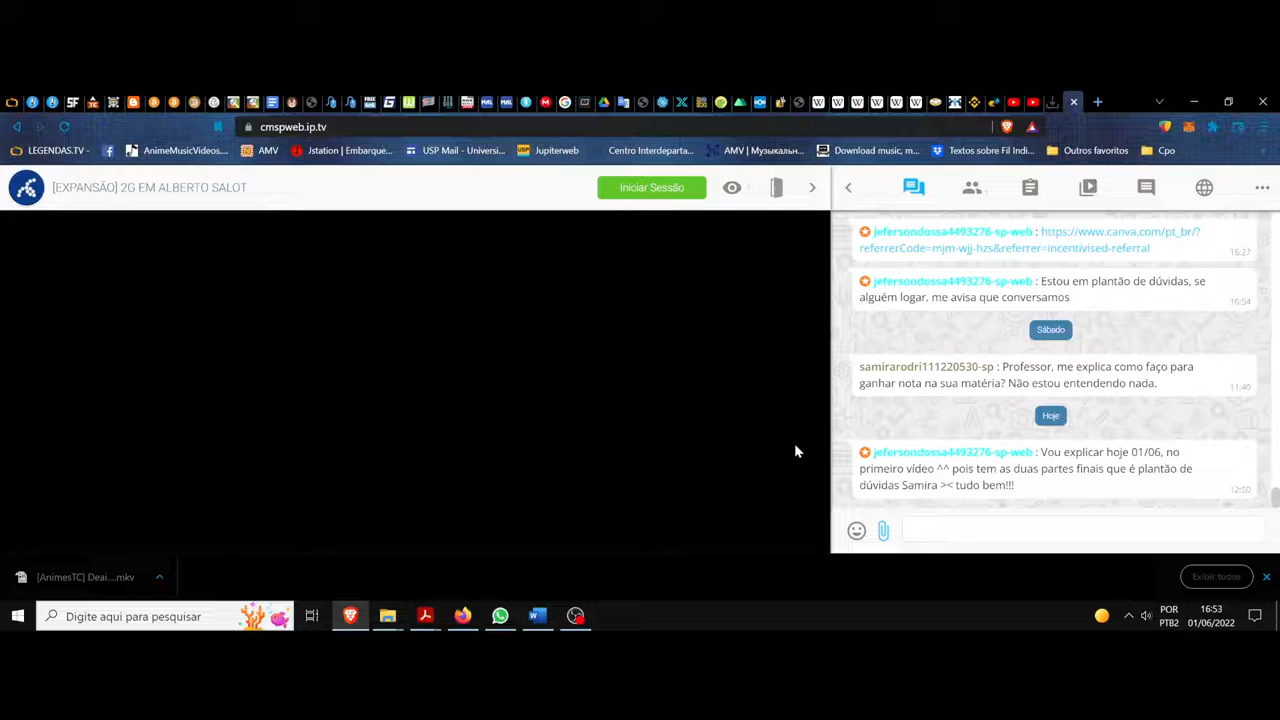 cmspweb.ip.tv
LEGENDAS.TV -
AnimeMusicVideos...
AMV
Jstation | Embarque...
USP Mail - Universi...
Jupiterweb
Centro Interdeparta...
AMV | Музыкальн...
Download music, m...
Textos sobre Fil Indi...
Outros favoritos
Cpo
[EXPANSÃO] 2G EM ALBERTO SALOT
Iniciar Sessão
jefersondossa4493276-sp-web : https://www.canva.com/pt_br/?
referrerCode=mjm-wjj-hzs&referrer=incentivised-referral
16:27
jefersondossa4493276-sp-web : Estou em plantão de dúvidas, se
alguém logar, me avisa que conversamos
16:54
Sábado
samirarodri111220530-sp : Professor, me explica como faço para
ganhar nota na sua matéria? Não estou entendendo nada.
11:40
Hoje
jefersondossa4493276-sp-web : Vou explicar hoje 01/06, no
primeiro vídeo ^^ pois tem as duas partes finais que é plantão de
dúvidas Samira >< tudo bem!!!
12:50
[AnimesTC] Deai....mkv
Exibir todos
Digite aqui para pesquisar
POR
PTB2
16:53
01/06/2022